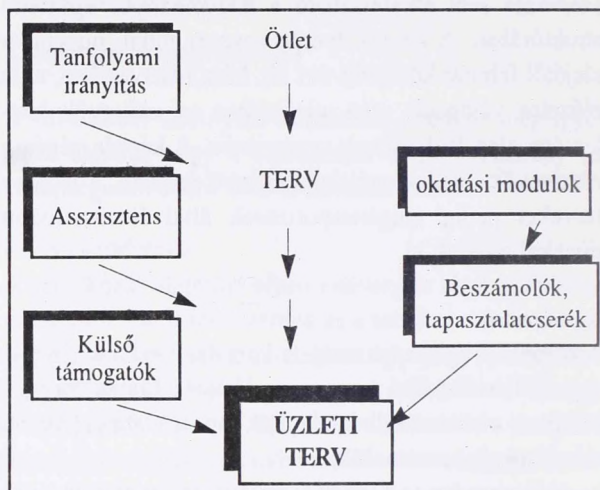 Tanfolyami
irányítás
Ötlet
TERV
oktatási modulok
Asszisztens
Beszámolók,
tapasztalatcserék
Külső
támogatók
ÜZLETI
TERV